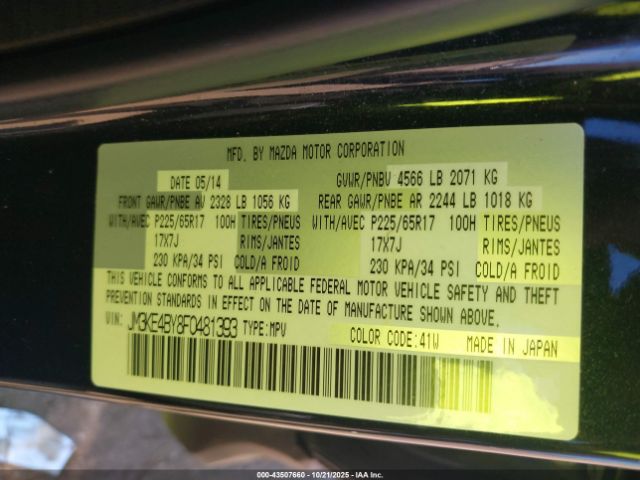 MFD. BY MAZDA MOTOR CORPORATION
DATE 05/14 GVWR/PNBV 4566 LB 2071 KG
FRONT GAWR/PNBE AV 2328 LB 1056 KG REAR GAWR/PNBE AR 2244 LB 1018 KG
WITH/AVEC P225/65R17 100H TIRES/PNEUS WITH/AVEC P225/65R17 100H TIRES/PNEUS
17X7J RIMS/JANTES 17X7J RIMS/JANTES
230 KPA/34 PSI COLD/A FROID 230 KPA/34 PSI COLD/A FROID
THIS VEHICLE CONFORMS TO ALL APPLICABLE FEDERAL MOTOR VEHICLE SAFETY AND THEFT
PREVENTION STANDARDS IN EFFECT ON THE DATE OF MANUFACTURE SHOWN ABOVE.
VIN: JM3KE4BY8F0481393 TYPE:MPV COLOR CODE:41W MADE IN JAPAN
000-43507660 - 10/21/2025 - IAAI, Inc.